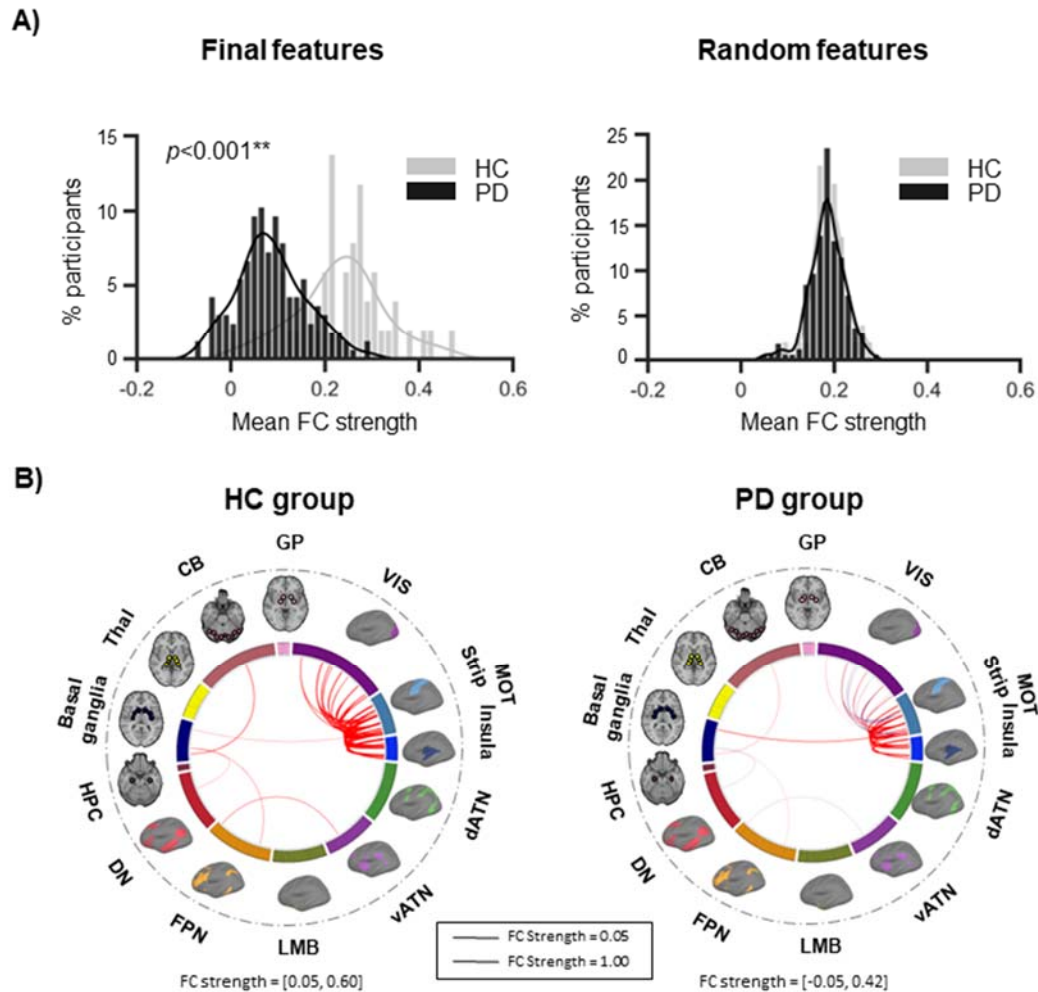 A)
Final features
Random features
15
10
5
0
% participants
p<0.001**
HC
PD
-0.2
0
0.2
0.4
0.6
Mean FC strength
25
20
15
10
5
0
% participants
HC
PD
-0.2
0
0.2
0.4
0.6
Mean FC strength
B)
HC group
PD group
GP
VIS
MOT
Strip
Insula
dATN
vATN
LMB
FPN
DN
HPC
Basal
ganglia
Thal
CB
GP
VIS
MOT
Strip
Insula
dATN
vATN
LMB
FPN
DN
HPC
Basal
ganglia
Thal
CB
FC Strength = 0.05
FC Strength = 1.00
FC strength = [0.05, 0.60]
FC strength = [-0.05, 0.42]